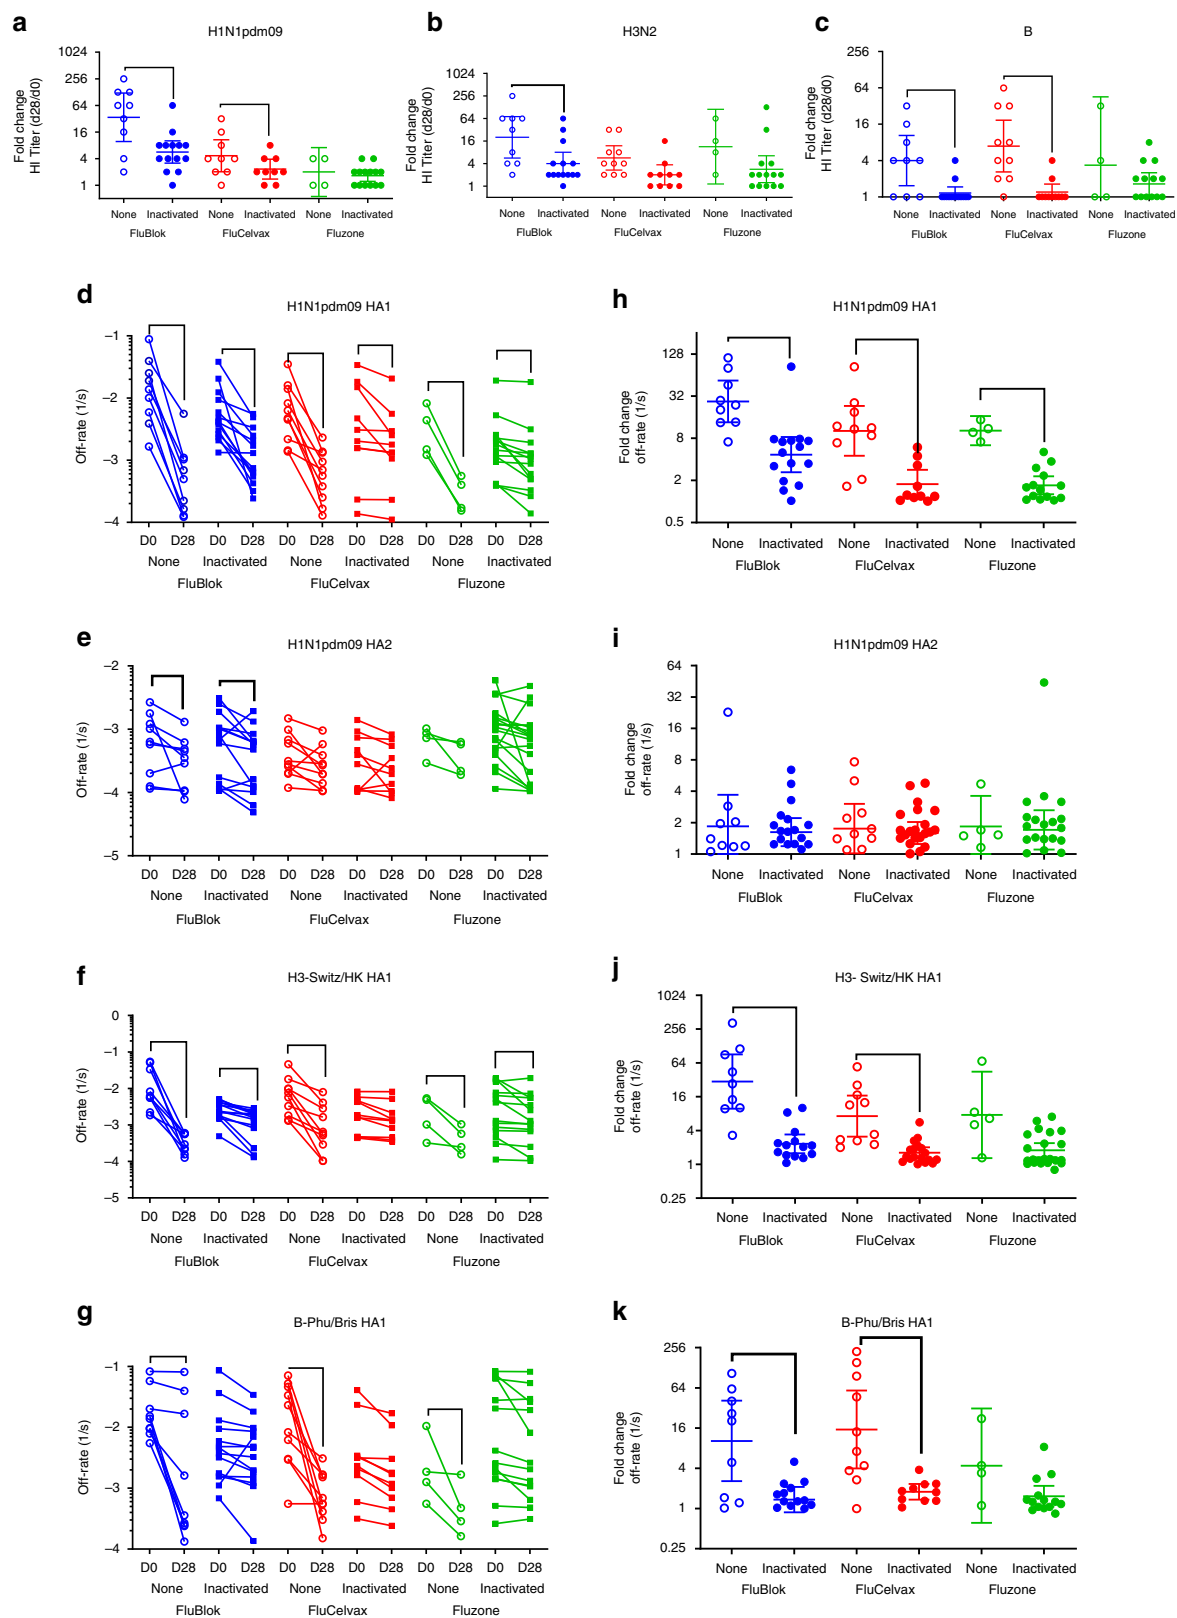 a
H1N1pdm09
Fold change
HI Titer (d28/d0)
1024
256
64
16
4
1
None Inactivated None Inactivated None Inactivated
FluBlok FluCelvax Fluzone
b
H3N2
Fold change
HI Titer (d28/d0)
1024
256
64
16
4
1
None Inactivated None Inactivated None Inactivated
FluBlok FluCelvax Fluzone
c
B
Fold change
HI Titer (d28/d0)
256
64
16
4
1
None Inactivated None Inactivated None Inactivated
FluBlok FluCelvax Fluzone
d
H1N1pdm09 HA1
Off-rate (1/s)
–1
–2
–3
–4
D0 D28 D0 D28 D0 D28 D0 D28 D0 D28 D0 D28
None Inactivated None Inactivated None Inactivated
FluBlok FluCelvax Fluzone
h
H1N1pdm09 HA1
Fold change
off-rate (1/s)
128
32
8
2
0.5
None Inactivated None Inactivated None Inactivated
FluBlok FluCelvax Fluzone
e
H1N1pdm09 HA2
Off-rate (1/s)
–2
–3
–4
–5
D0 D28 D0 D28 D0 D28 D0 D28 D0 D28 D0 D28
None Inactivated None Inactivated None Inactivated
FluBlok FluCelvax Fluzone
i
H1N1pdm09 HA2
Fold change
off-rate (1/s)
64
32
16
8
4
2
1
None Inactivated None Inactivated None Inactivated
FluBlok FluCelvax Fluzone
f
H3-Switz/HK HA1
Off-rate (1/s)
0
–1
–2
–3
–4
–5
D0 D28 D0 D28 D0 D28 D0 D28 D0 D28 D0 D28
None Inactivated None Inactivated None Inactivated
FluBlok FluCelvax Fluzone
j
H3- Switz/HK HA1
Fold change
off-rate (1/s)
1024
256
64
16
4
1
0.25
None Inactivated None Inactivated None Inactivated
FluBlok FluCelvax Fluzone
g
B-Phu/Bris HA1
Off-rate (1/s)
–1
–2
–3
–4
D0 D28 D0 D28 D0 D28 D0 D28 D0 D28 D0 D28
None Inactivated None Inactivated None Inactivated
FluBlok FluCelvax Fluzone
k
B-Phu/Bris HA1
Fold change
off-rate (1/s)
256
64
16
4
1
0.25
None Inactivated None Inactivated None Inactivated
FluBlok FluCelvax Fluzone